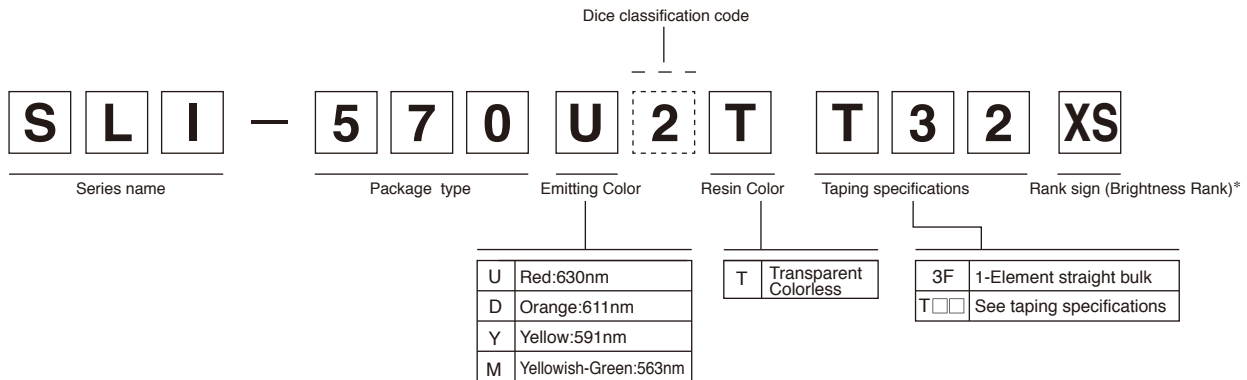 Dice classification code
S L I — 5 7 0 U 2 T T 3 2 XS
Series name Package type Emitting Color Resin Color Taping specifications Rank sign (Brightness Rank)*
U Red:630nm
D Orange:611nm
Y Yellow:591nm
M Yellowish-Green:563nm
T Transparent
Colorless
3F 1-Element straight bulk
T□□ See taping specifications